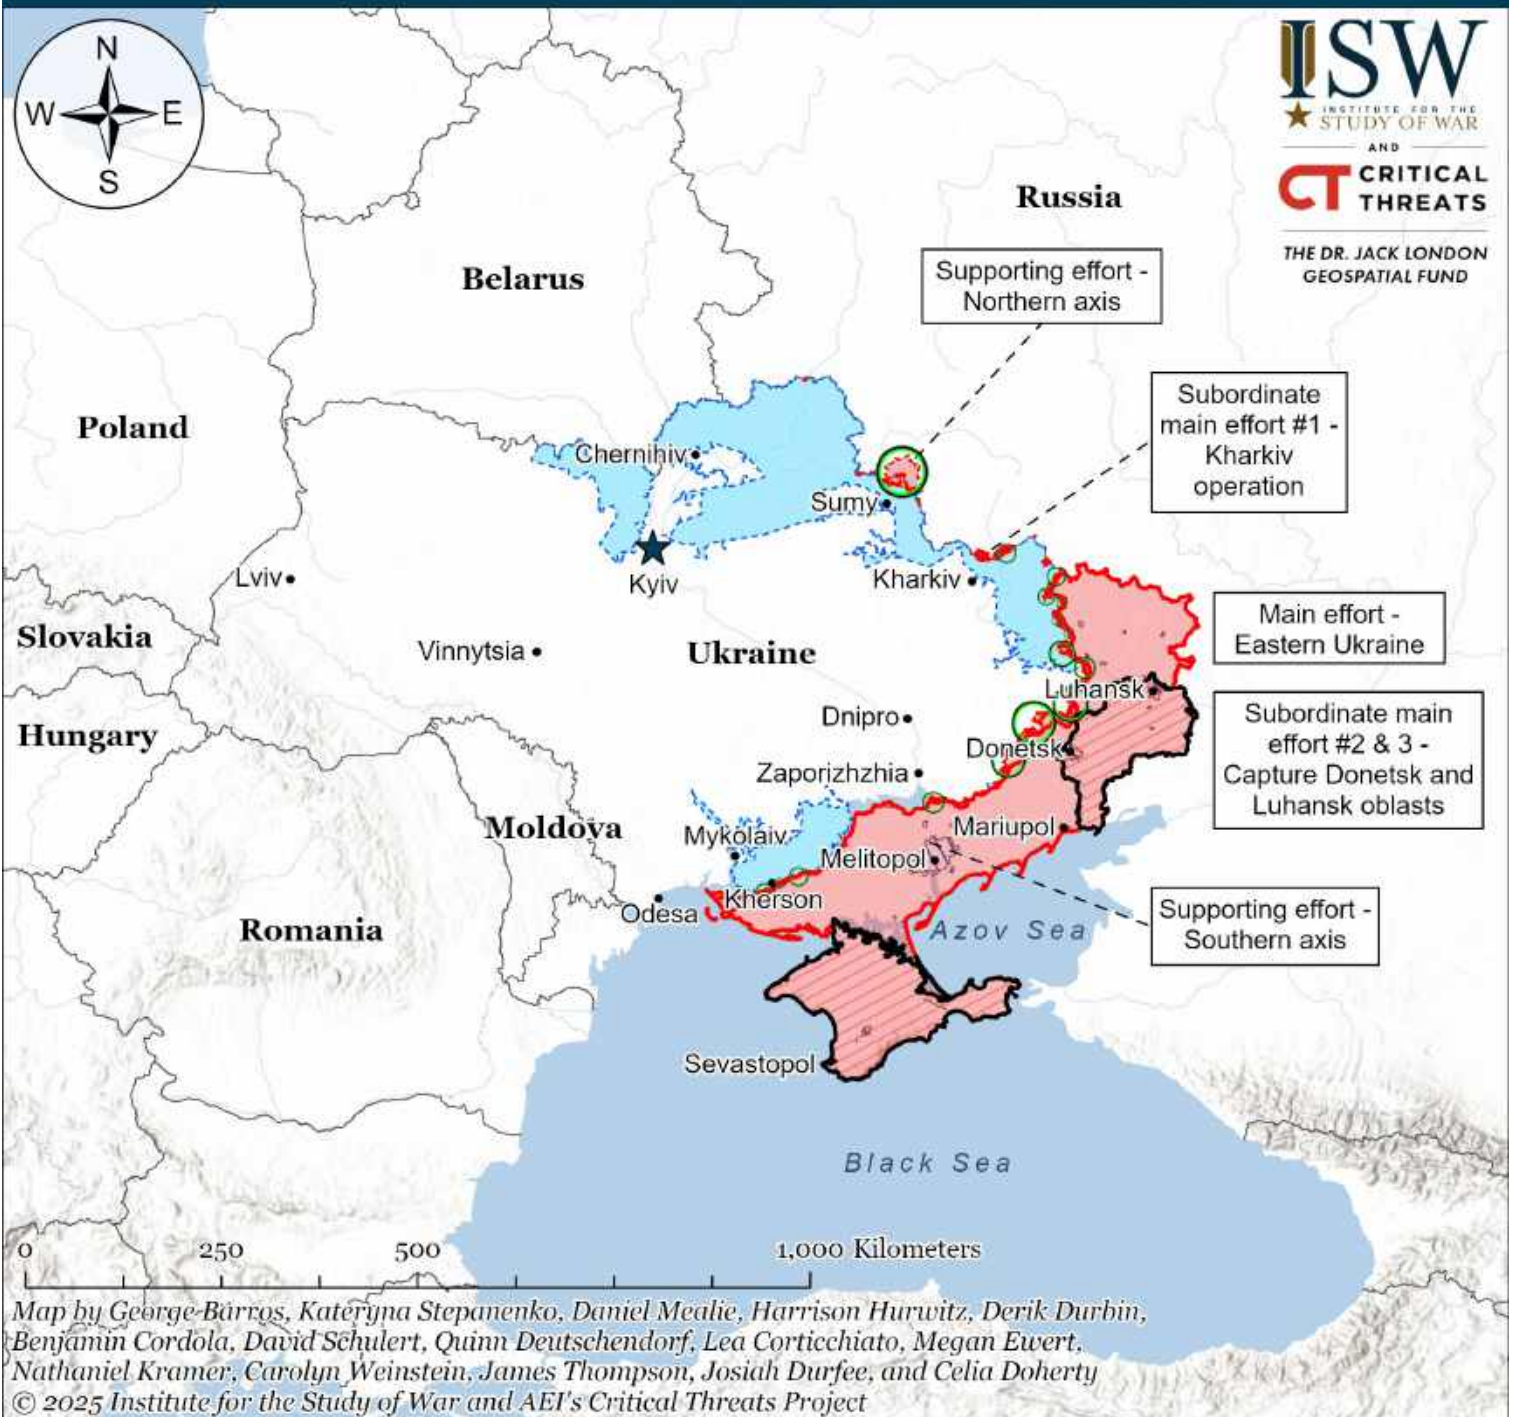 N
W
E
S
ISW
INSTITUTE FOR THE
STUDY OF WAR
AND
CT CRITICAL
THREATS
THE DR. JACK LONDON
GEOSPATIAL FUND
Russia
Supporting effort -
Northern axis
Belarus
Subordinate
main effort #1 -
Kharkiv
operation
Poland
Chernihiv
Sumy
Kyiv
Lviv
Kharkiv
Main effort -
Eastern Ukraine
Slovakia
Vinnytsia
Ukraine
Luhansk
Subordinate main
effort #2 & 3 -
Capture Donetsk and
Luhansk oblasts
Hungary
Dnipro
Donetsk
Zaporizhzhia
Moldova
Mykolaiv
Mariupol
Melitopol
Kherson
Odesa
Supporting effort -
Southern axis
Romania
Azov Sea
Sevastopol
Black Sea
0 250 500 1,000 Kilometers
Map by George Barros, Kateryna Stepanenko, Daniel Mealie, Harrison Hurwitz, Derik Durbin,
Benjamin Cordola, David Schulert, Quinn Deutschendorf, Lea Corticchiato, Megan Ewert,
Nathaniel Kramer, Carolyn Weinstein, James Thompson, Josiah Durfee, and Celia Doherty
© 2025 Institute for the Study of War and AEI's Critical Threats Project